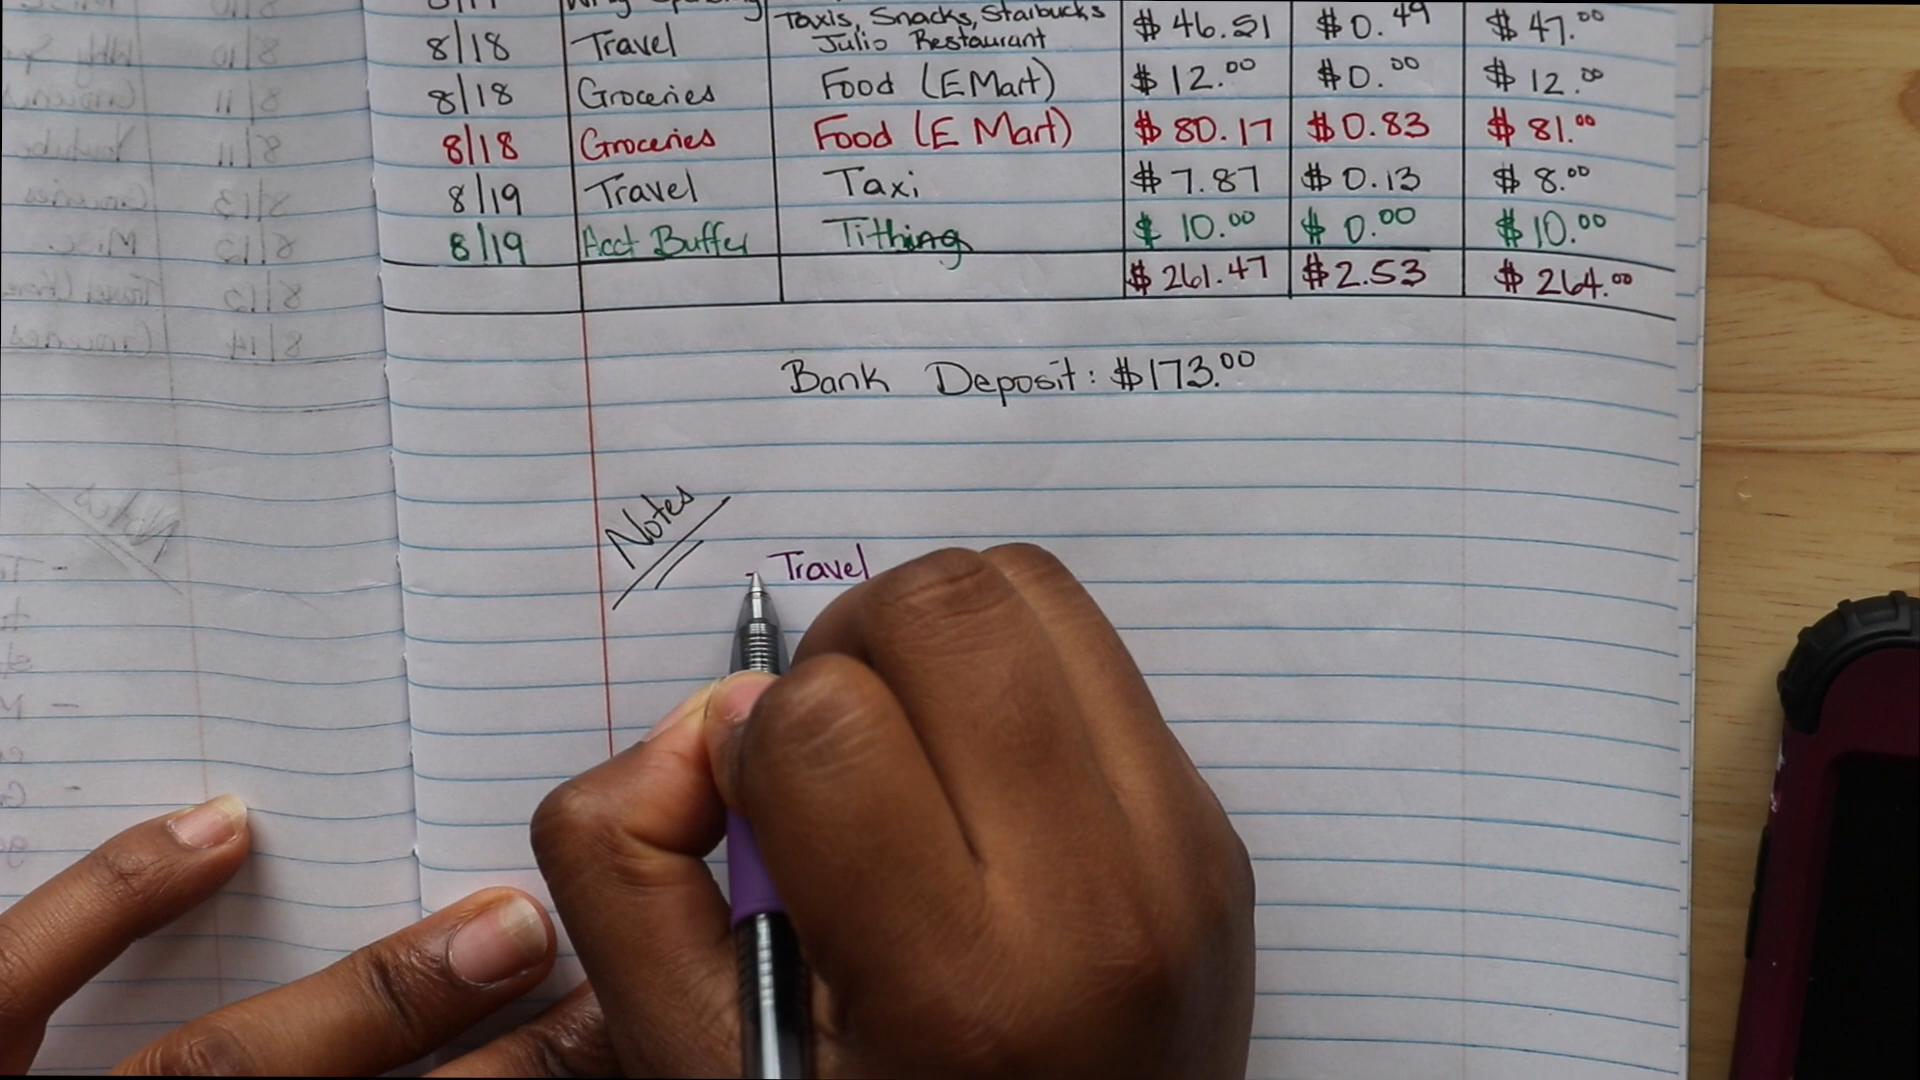 Taxis, Snacks, Starbucks
8/18 Travel Julio Restaurant $46.51 $0.49 $47.00
8/18 Groceries Food (EMart) $12.00 $0.00 $12.00
8/18 Groceries Food (E Mart) $80.17 $0.83 $81.00
8/19 Travel Taxi $7.87 $0.13 $8.00
8/19 Acct Buffer Tithing $10.00 $0.00 $10.00
$261.47 $2.53 $264.00
Bank Deposit: $173.00
Notes
- Travel